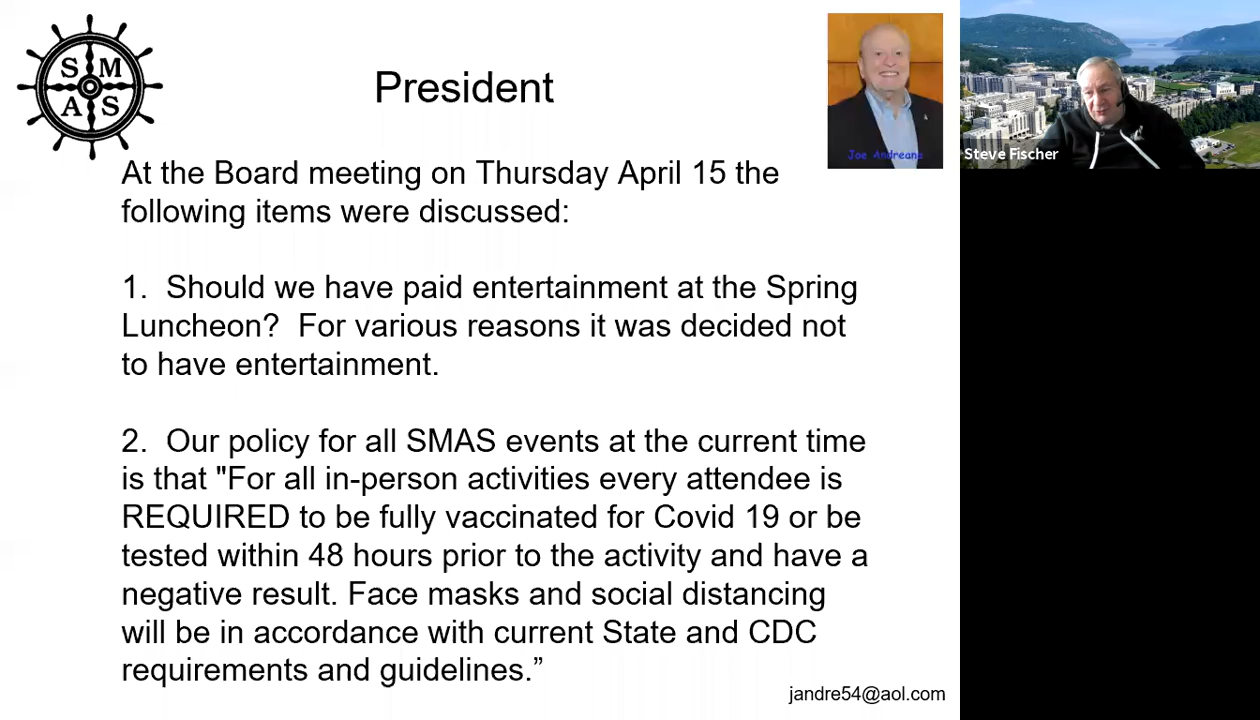 S M
A S
President
Joe Andreana
Steve Fischer
At the Board meeting on Thursday April 15 the
following items were discussed:
1. Should we have paid entertainment at the Spring
Luncheon? For various reasons it was decided not
to have entertainment.
2. Our policy for all SMAS events at the current time
is that "For all in-person activities every attendee is
REQUIRED to be fully vaccinated for Covid 19 or be
tested within 48 hours prior to the activity and have a
negative result. Face masks and social distancing
will be in accordance with current State and CDC
requirements and guidelines.”
jandre54@aol.com